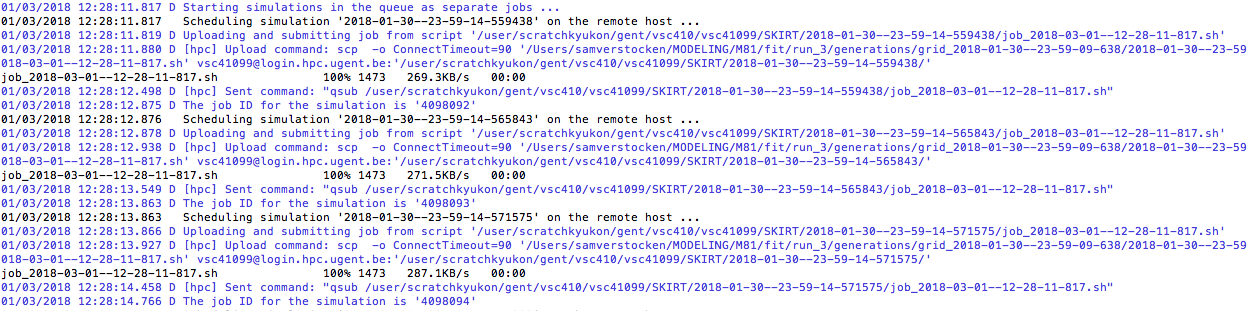 01/03/2018 12:28:11.817 D Starting simulations in the queue as separate jobs ...
01/03/2018 12:28:11.817   Scheduling simulation '2018-01-30--23-59-14-559438' on the remote host ...
01/03/2018 12:28:11.819 D Uploading and submitting job from script '/user/scratchkyukon/gent/vsc410/vsc41099/SKIRT/2018-01-30--23-59-14-559438/job_2018-03-01--12-28-11-817.sh'
01/03/2018 12:28:11.880 D [hpc] Upload command: scp  -o ConnectTimeout=90 '/Users/samverstocken/MODELING/M81/fit/run_3/generations/grid_2018-01-30--23-59-09-638/2018-01-30--23-59
018-03-01--12-28-11-817.sh' vsc41099@login.hpc.ugent.be:'/user/scratchkyukon/gent/vsc410/vsc41099/SKIRT/2018-01-30--23-59-14-559438/'
job_2018-03-01--12-28-11-817.sh               100% 1473   269.3KB/s   00:00
01/03/2018 12:28:12.498 D [hpc] Sent command: "qsub /user/scratchkyukon/gent/vsc410/vsc41099/SKIRT/2018-01-30--23-59-14-559438/job_2018-03-01--12-28-11-817.sh"
01/03/2018 12:28:12.875 D The job ID for the simulation is '4098092'
01/03/2018 12:28:12.876   Scheduling simulation '2018-01-30--23-59-14-565843' on the remote host ...
01/03/2018 12:28:12.878 D Uploading and submitting job from script '/user/scratchkyukon/gent/vsc410/vsc41099/SKIRT/2018-01-30--23-59-14-565843/job_2018-03-01--12-28-11-817.sh'
01/03/2018 12:28:12.938 D [hpc] Upload command: scp  -o ConnectTimeout=90 '/Users/samverstocken/MODELING/M81/fit/run_3/generations/grid_2018-01-30--23-59-09-638/2018-01-30--23-59
018-03-01--12-28-11-817.sh' vsc41099@login.hpc.ugent.be:'/user/scratchkyukon/gent/vsc410/vsc41099/SKIRT/2018-01-30--23-59-14-565843/'
job_2018-03-01--12-28-11-817.sh               100% 1473   271.5KB/s   00:00
01/03/2018 12:28:13.549 D [hpc] Sent command: "qsub /user/scratchkyukon/gent/vsc410/vsc41099/SKIRT/2018-01-30--23-59-14-565843/job_2018-03-01--12-28-11-817.sh"
01/03/2018 12:28:13.863 D The job ID for the simulation is '4098093'
01/03/2018 12:28:13.863   Scheduling simulation '2018-01-30--23-59-14-571575' on the remote host ...
01/03/2018 12:28:13.866 D Uploading and submitting job from script '/user/scratchkyukon/gent/vsc410/vsc41099/SKIRT/2018-01-30--23-59-14-571575/job_2018-03-01--12-28-11-817.sh'
01/03/2018 12:28:13.927 D [hpc] Upload command: scp  -o ConnectTimeout=90 '/Users/samverstocken/MODELING/M81/fit/run_3/generations/grid_2018-01-30--23-59-09-638/2018-01-30--23-59
018-03-01--12-28-11-817.sh' vsc41099@login.hpc.ugent.be:'/user/scratchkyukon/gent/vsc410/vsc41099/SKIRT/2018-01-30--23-59-14-571575/'
job_2018-03-01--12-28-11-817.sh               100% 1473   287.1KB/s   00:00
01/03/2018 12:28:14.458 D [hpc] Sent command: "qsub /user/scratchkyukon/gent/vsc410/vsc41099/SKIRT/2018-01-30--23-59-14-571575/job_2018-03-01--12-28-11-817.sh"
01/03/2018 12:28:14.766 D The job ID for the simulation is '4098094'